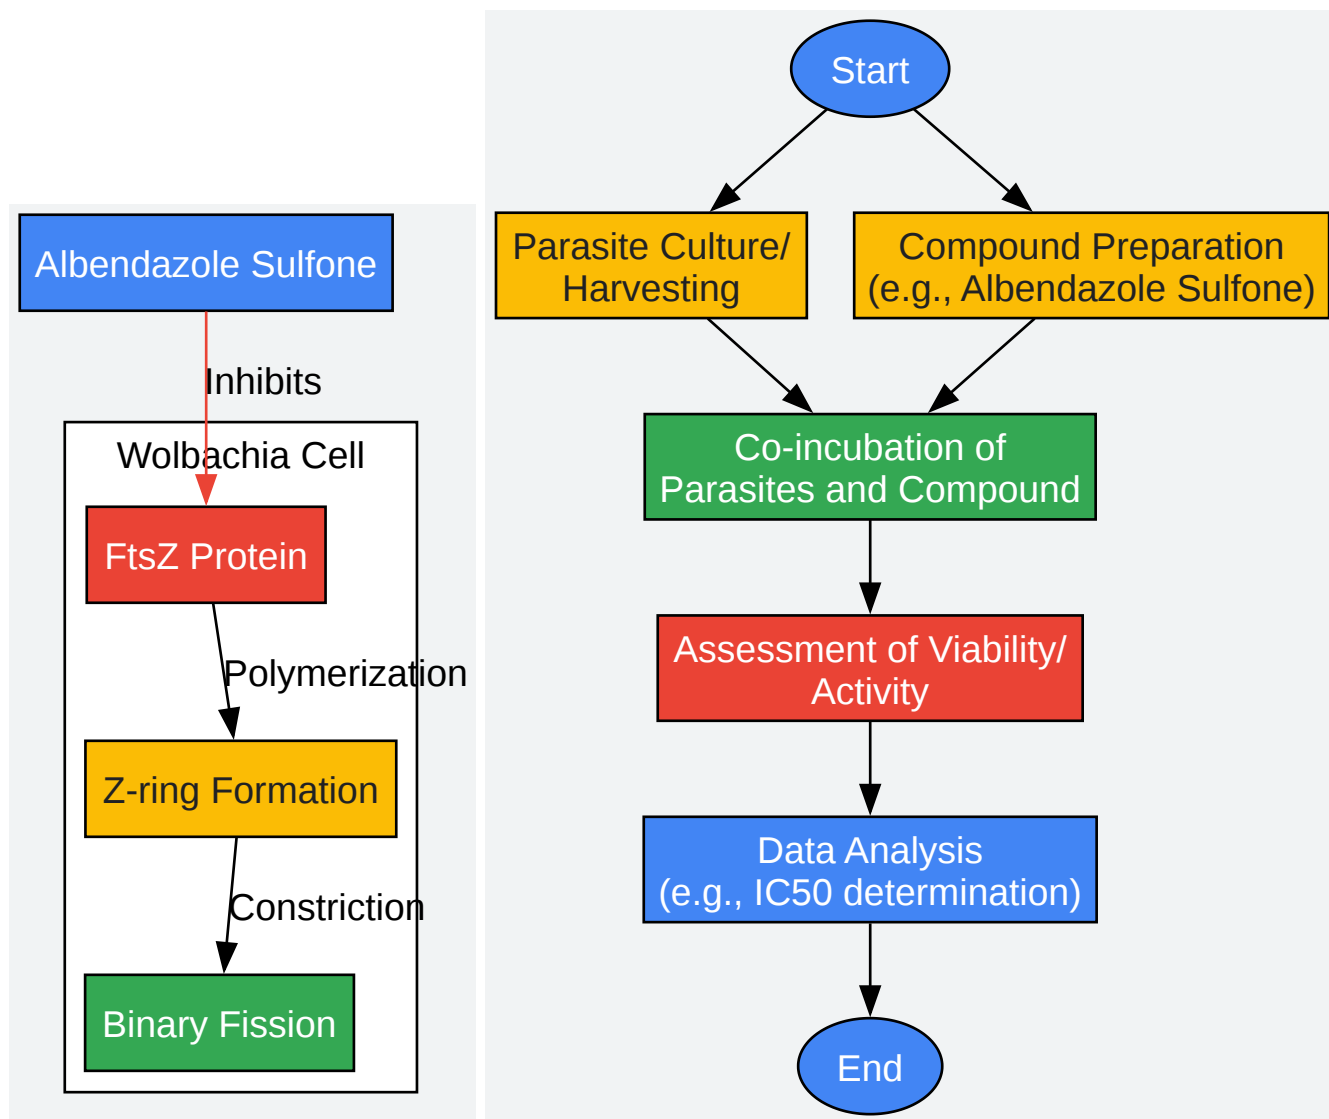 Albendazole Sulfone
Inhibits
Wolbachia Cell
FtsZ Protein
Polymerization
Z-ring Formation
Constriction
Binary Fission
Start
Parasite Culture/
Harvesting
Compound Preparation
(e.g., Albendazole Sulfone)
Co-incubation of
Parasites and Compound
Assessment of Viability/
Activity
Data Analysis
(e.g., IC50 determination)
End